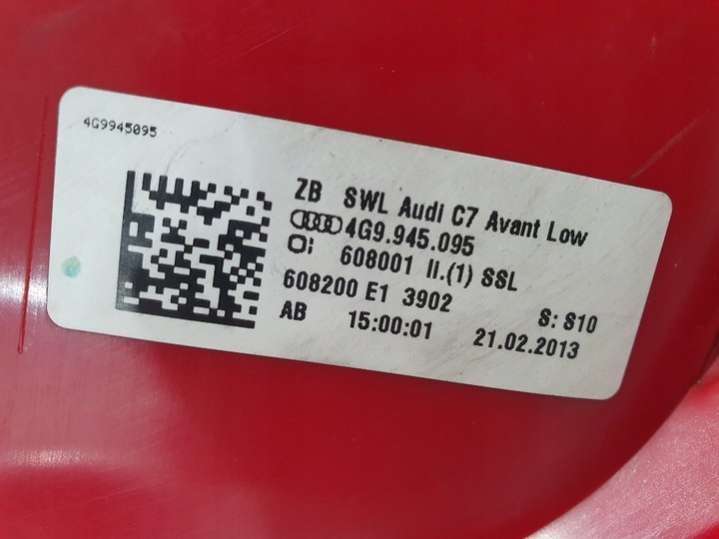 4G9945095
ZB SWL Audi C7 Avant Low
4G9.945.095
608001 II.(1) SSL
608200 E1 3902
S: S10
AB 15:00:01 21.02.2013